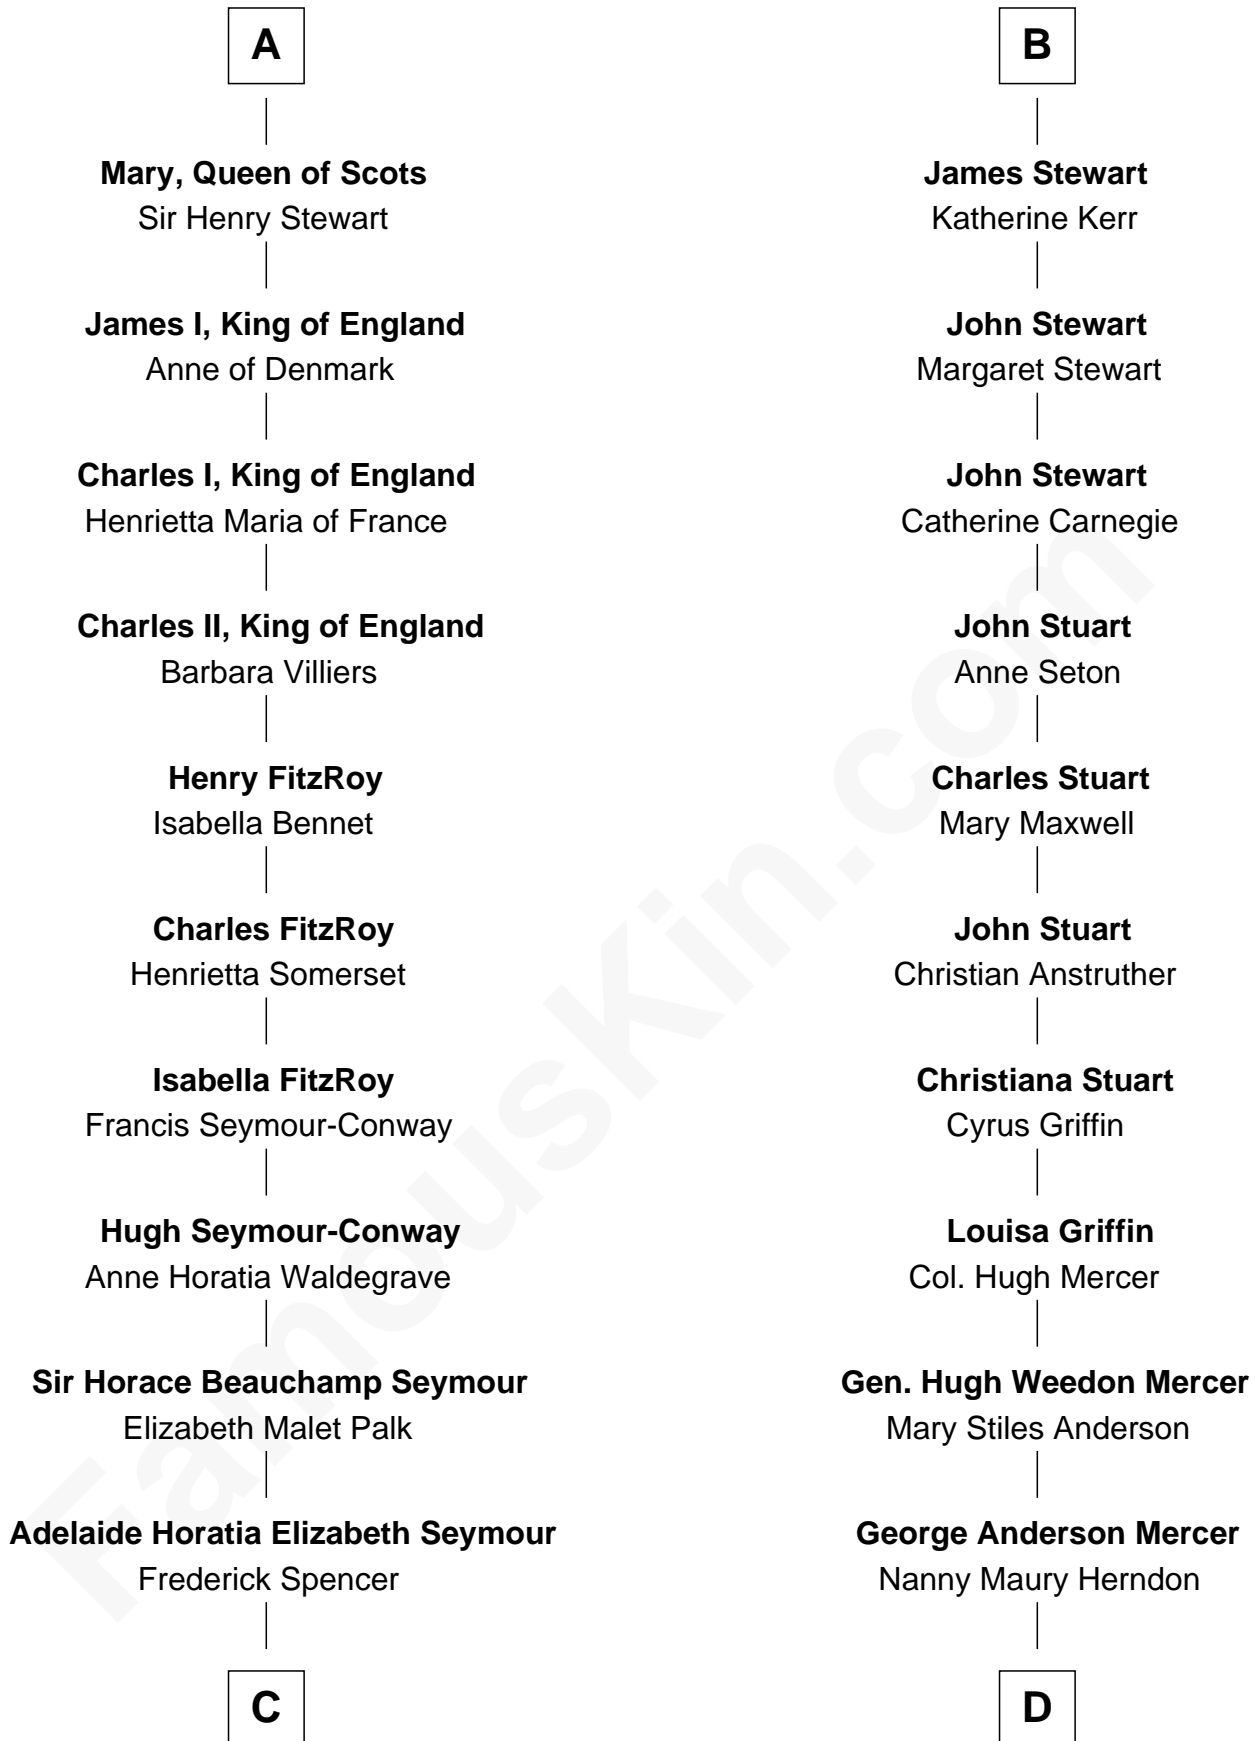 A
Mary, Queen of Scots
Sir Henry Stewart
James I, King of England
Anne of Denmark
Charles I, King of England
Henrietta Maria of France
Charles II, King of England
Barbara Villiers
Henry FitzRoy
Isabella Bennet
Charles FitzRoy
Henrietta Somerset
Isabella FitzRoy
Francis Seymour-Conway
Hugh Seymour-Conway
Anne Horatia Waldegrave
Sir Horace Beauchamp Seymour
Elizabeth Malet Palk
Adelaide Horatia Elizabeth Seymour
Frederick Spencer
C
B
James Stewart
Katherine Kerr
John Stewart
Margaret Stewart
John Stewart
Catherine Carnegie
John Stuart
Anne Seton
Charles Stuart
Mary Maxwell
John Stuart
Christian Anstruther
Christiana Stuart
Cyrus Griffin
Louisa Griffin
Col. Hugh Mercer
Gen. Hugh Weedon Mercer
Mary Stiles Anderson
George Anderson Mercer
Nanny Maury Herndon
D
FamousKin.com